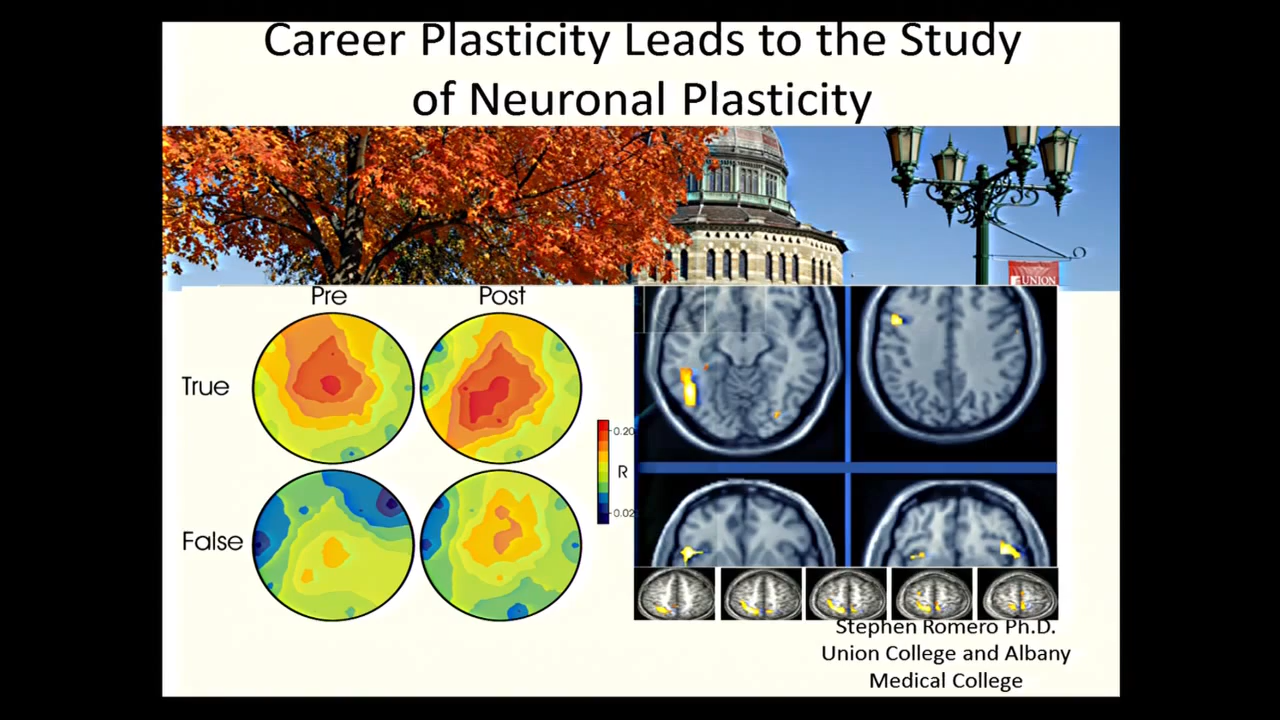 Career Plasticity Leads to the Study
of Neuronal Plasticity
UNION
Pre Post
True
0.20
R
0.02
False
Stephen Romero Ph.D.
Union College and Albany
Medical College